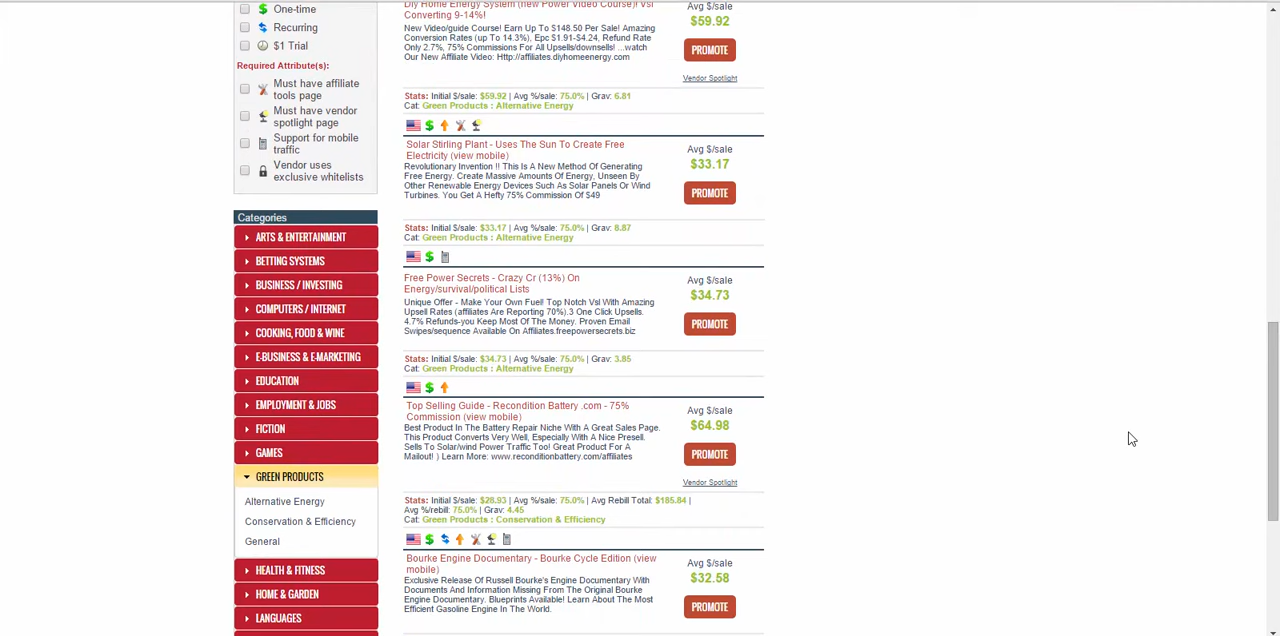 One-time
Recurring
$1 Trial
Required Attribute(s):
Must have affiliate
tools page
Must have vendor
spotlight page
Support for mobile
traffic
Vendor uses
exclusive whitelists
Categories
ARTS & ENTERTAINMENT
BETTING SYSTEMS
BUSINESS / INVESTING
COMPUTERS / INTERNET
COOKING, FOOD & WINE
E-BUSINESS & E-MARKETING
EDUCATION
EMPLOYMENT & JOBS
FICTION
GAMES
GREEN PRODUCTS
Alternative Energy
Conservation & Efficiency
General
HEALTH & FITNESS
HOME & GARDEN
LANGUAGES
Diy Home Energy System (new Power Video Course)! Vsl
Converting 9-14%!
New Video/guide Course! Earn Up To $148.50 Per Sale! Amazing
Conversion Rates (up To 14.3%), Epc $1.91-$4.24, Refund Rate
Only 2.7%, 75% Commissions For All Upsells/downsells! ...watch
Our New Affiliate Video: Http://affiliates.diyhomeenergy.com
Avg $/sale
$59.92
PROMOTE
Vendor Spotlight
Stats: Initial $/sale: $59.92 | Avg %/sale: 75.0% | Grav: 6.81
Cat: Green Products : Alternative Energy
Solar Stirling Plant - Uses The Sun To Create Free
Electricity (view mobile)
Revolutionary Invention !! This Is A New Method Of Generating
Free Energy. Create Massive Amounts Of Energy, Unseen By
Other Renewable Energy Devices Such As Solar Panels Or Wind
Turbines. You Get A Hefty 75% Commission Of $49
Avg $/sale
$33.17
PROMOTE
Stats: Initial $/sale: $33.17 | Avg %/sale: 75.0% | Grav: 8.87
Cat: Green Products : Alternative Energy
Free Power Secrets - Crazy Cr (13%) On
Energy/survival/political Lists
Unique Offer - Make Your Own Fuel! Top Notch Vsl With Amazing
Upsell Rates (affiliates Are Reporting 70%).3 One Click Upsells.
4.7% Refunds-you Keep Most Of The Money. Proven Email
Swipes/sequence Available On Affiliates.freepowersecrets.biz
Avg $/sale
$34.73
PROMOTE
Stats: Initial $/sale: $34.73 | Avg %/sale: 75.0% | Grav: 3.85
Cat: Green Products : Alternative Energy
Top Selling Guide - Recondition Battery .com - 75%
Commission (view mobile)
Best Product In The Battery Repair Niche With A Great Sales Page.
This Product Converts Very Well, Especially With A Nice Presell.
Sells To Solar/wind Power Traffic Too! Great Product For A
Mailout! ) Learn More: www.reconditionbattery.com/affiliates
Avg $/sale
$64.98
PROMOTE
Vendor Spotlight
Stats: Initial $/sale: $28.93 | Avg %/sale: 75.0% | Avg Rebill Total: $185.84 |
Avg %/rebill: 75.0% | Grav: 4.45
Cat: Green Products : Conservation & Efficiency
Bourke Engine Documentary - Bourke Cycle Edition (view
mobile)
Exclusive Release Of Russell Bourke's Engine Documentary With
Documents And Information Missing From The Original Bourke
Engine Documentary. Blueprints Available! Learn About The Most
Efficient Gasoline Engine In The World.
Avg $/sale
$32.58
PROMOTE